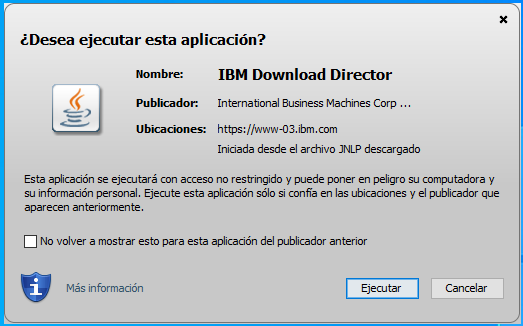 ¿Desea ejecutar esta aplicación?
Nombre: IBM Download Director
Publicador: International Business Machines Corp ...
Ubicaciones: https://www-03.ibm.com
Iniciada desde el archivo JNLP descargado
Esta aplicación se ejecutará con acceso no restringido y puede poner en peligro su computadora y
su información personal. Ejecute esta aplicación sólo si confía en las ubicaciones y el publicador que
aparecen anteriormente.
No volver a mostrar esto para esta aplicación del publicador anterior
Más información
Ejecutar
Cancelar